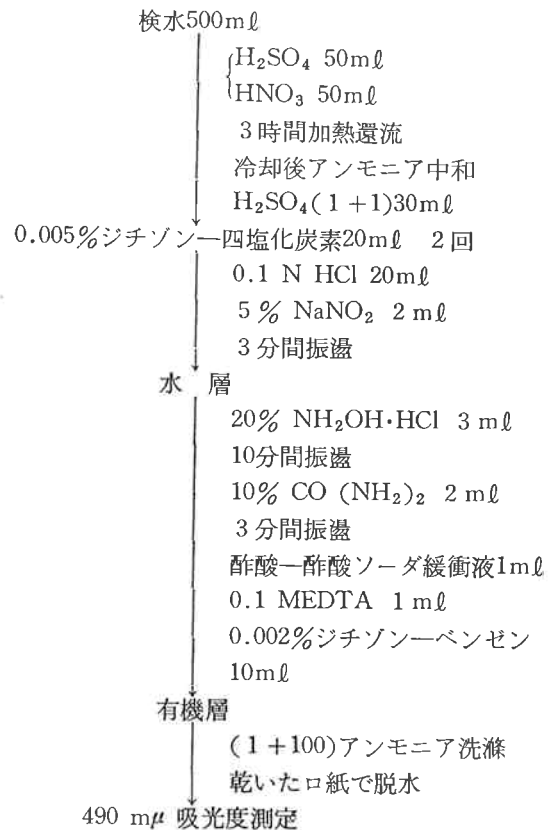 検水500mℓ
H₂SO₄ 50mℓ
HNO₃ 50mℓ
3時間加熱還流
冷却後アンモニア中和
H₂SO₄(1+1)30mℓ
0.005%ジチゾン―四塩化炭素20mℓ 2回
0.1 N HCl 20mℓ
5% NaNO₂ 2mℓ
3分間振盪
水 層
20% NH₂OH・HCl 3mℓ
10分間振盪
10% CO (NH₂)₂ 2mℓ
3分間振盪
酢酸―酢酸ソーダ緩衝液1mℓ
0.1 MEDTA 1mℓ
0.002%ジチゾン―ベンゼン
10mℓ
有機層
(1+100)アンモニア洗滌
乾いたロ紙で脱水
490 mμ 吸光度測定